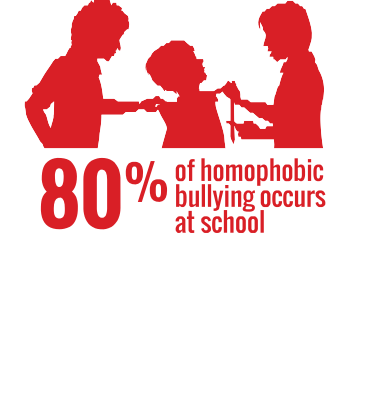 80% of homophobic
bullying occurs
at school